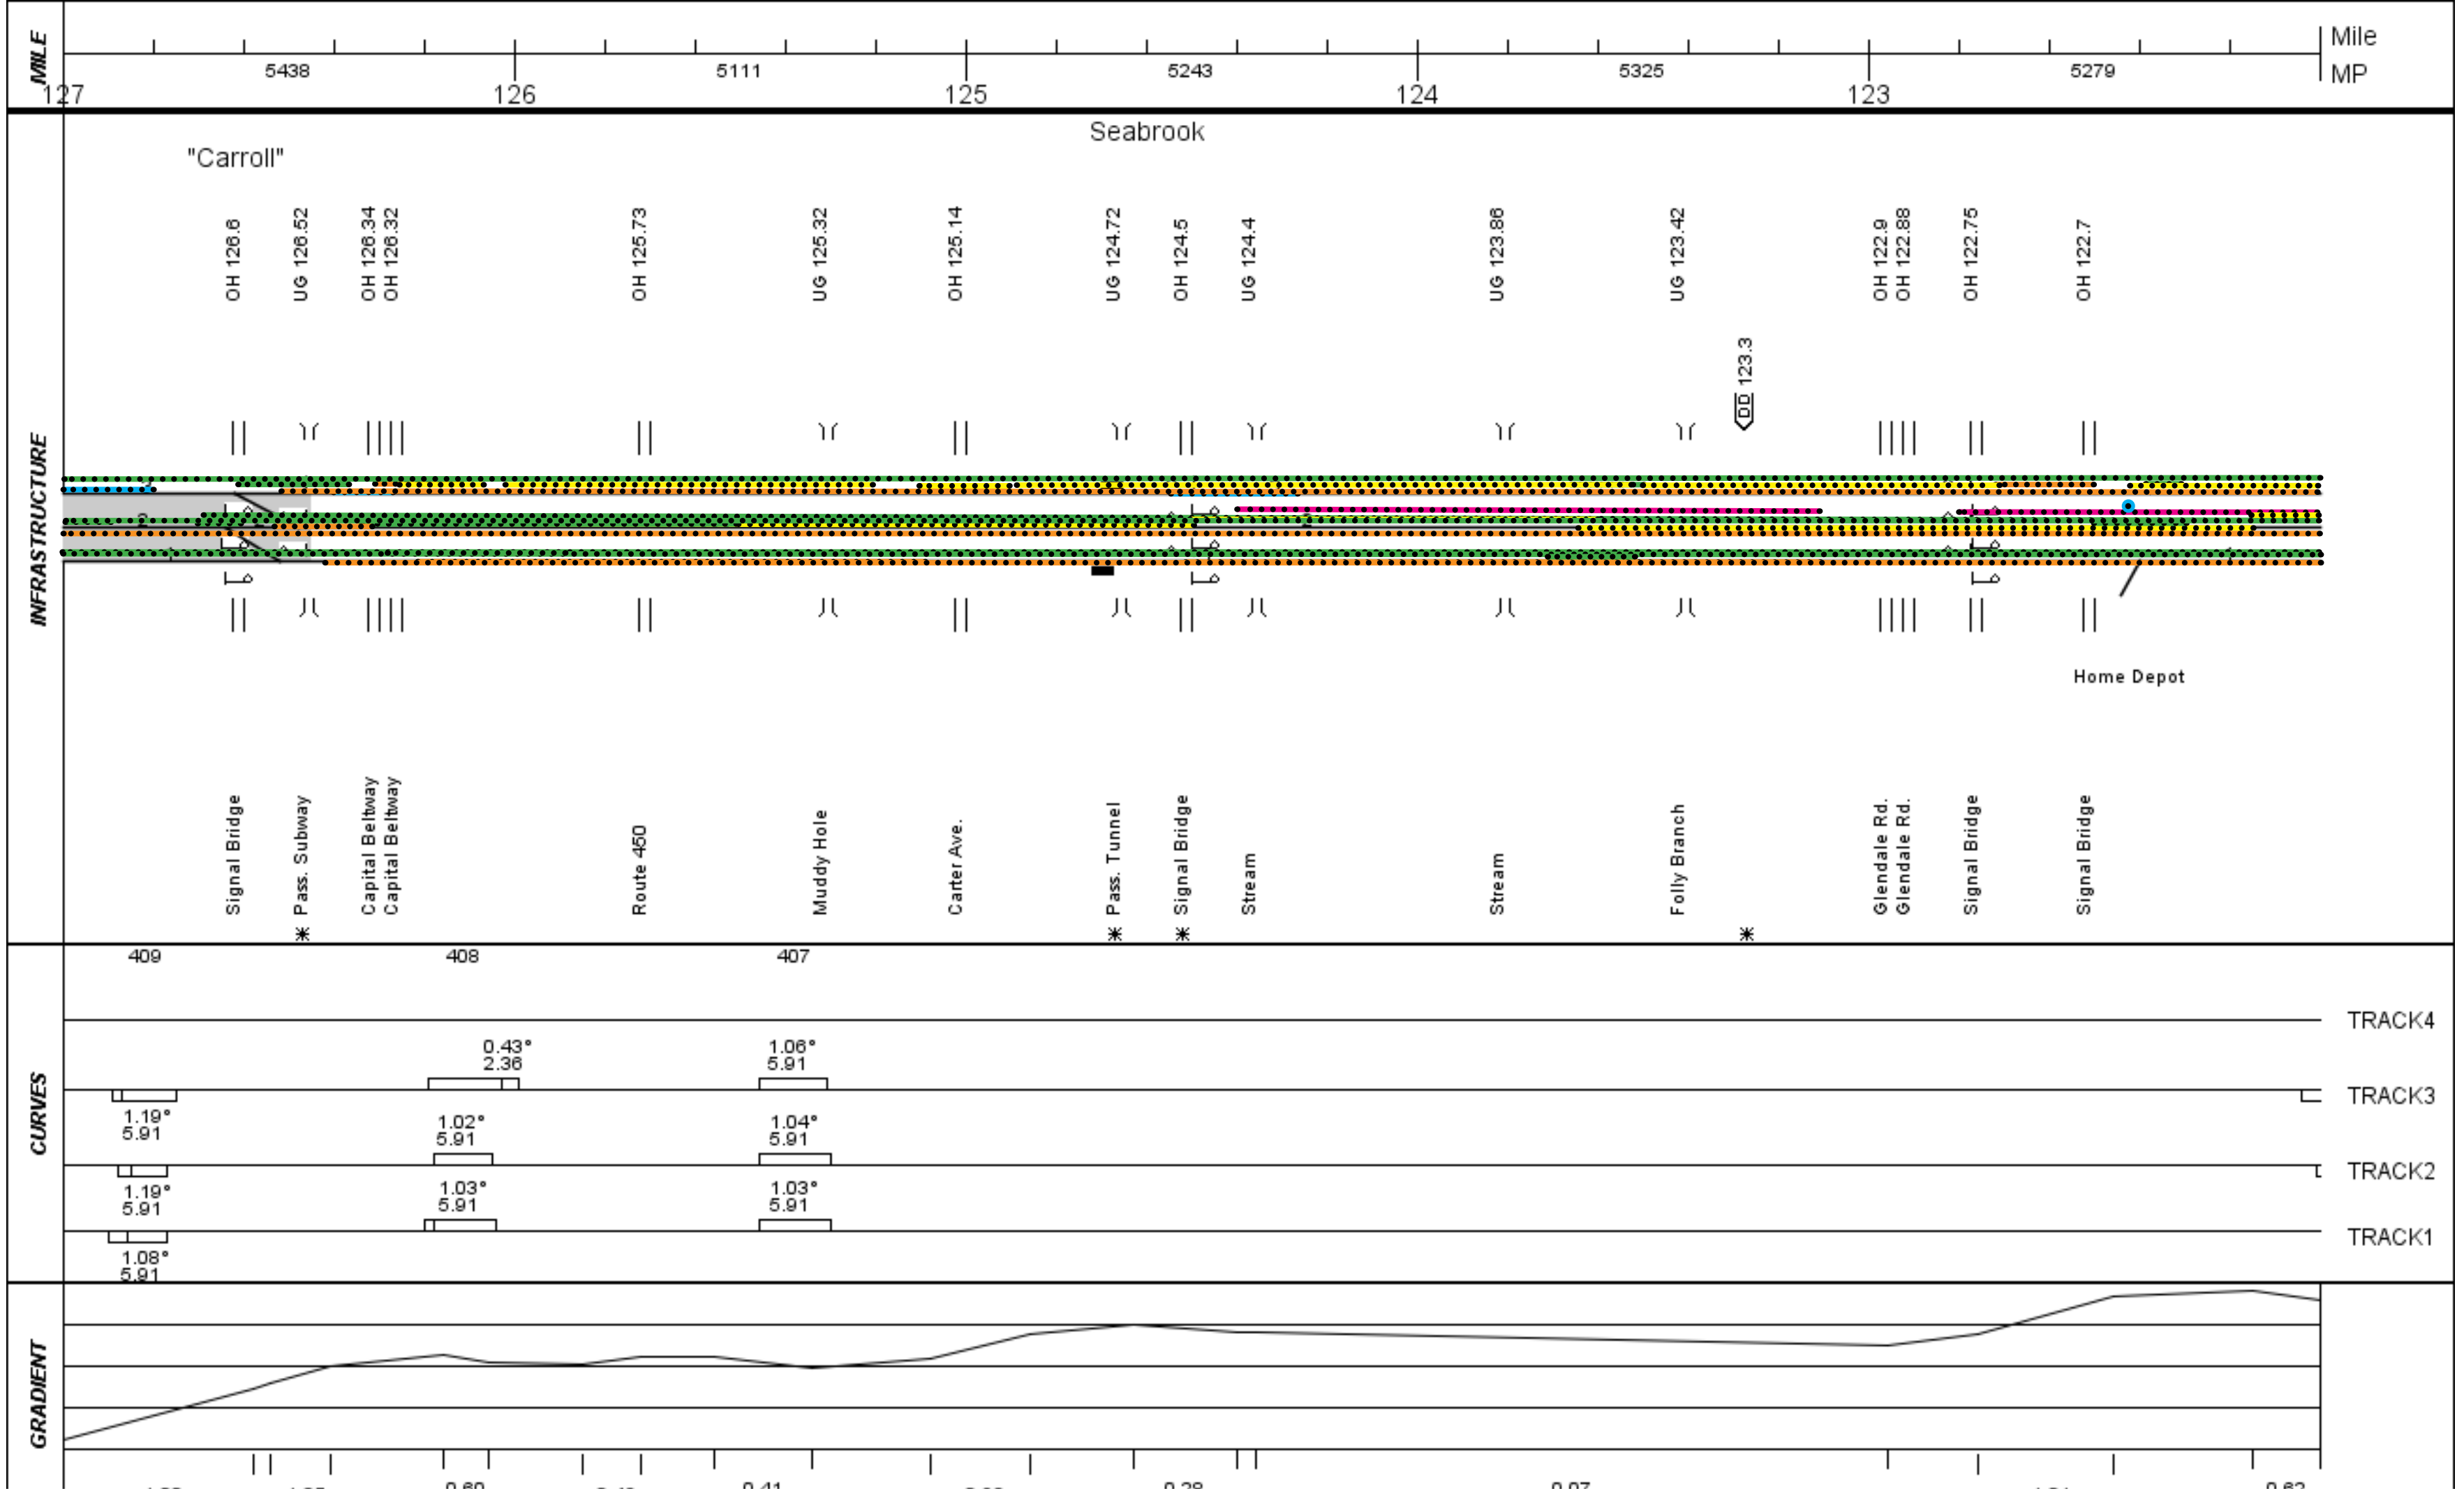 MILE
Mile
5438 5111 5243 5325 5279
MP
127 126 125 124 123
Seabrook
"Carroll"
OH 126.6
UG 126.52
OH 126.34
OH 126.32
OH 125.73
UG 125.32
OH 125.14
UG 124.72
OH 124.5
UG 124.4
UG 123.86
UG 123.42
OH 122.9
OH 122.88
OH 122.75
OH 122.7
DD 123.3
INFRASTRUCTURE
Home Depot
Signal Bridge
Pass. Subway
Capital Beltway
Capital Beltway
Route 450
Muddy Hole
Carter Ave.
Pass. Tunnel
Signal Bridge
Stream
Stream
Folly Branch
Glendale Rd.
Glendale Rd.
Signal Bridge
Signal Bridge
409 408 407
CURVES
TRACK4
0.43° 1.06°
2.36 5.91
TRACK3
1.19° 1.02° 1.04°
5.91 5.91 5.91
TRACK2
1.19° 1.03° 1.03°
5.91 5.91 5.91
TRACK1
1.08°
5.91
GRADIENT